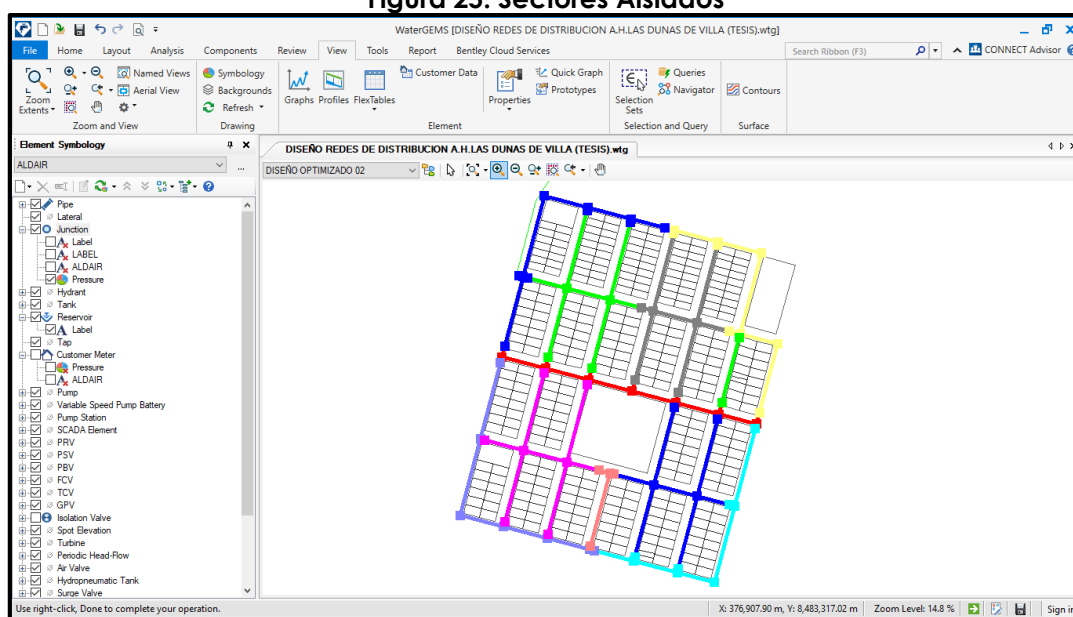 Figura 25: Sectores Aislados
WaterGEMS [DISEÑO REDES DE DISTRIBUCION A.H.LAS DUNAS DE VILLA (TESIS).wtg]
File Home Layout Analysis Components Review View Tools Report Bentley Cloud Services Search Ribbon (F3) CONNECT Advisor
Zoom Extents
Named Views
Aerial View
Zoom and View
Symbology
Backgrounds
Refresh
Drawing
Graphs Profiles FlexTables
Customer Data
Properties
Quick Graph
Prototypes
Element
Selection Sets
Queries
Navigator
Selection and Query
Contours
Surface
Element Symbology
ALDAIR
...
Pipe
Lateral
Junction
Label
LABEL
ALDAIR
Pressure
Hydrant
Tank
Reservoir
Label
Tap
Customer Meter
Pressure
ALDAIR
Pump
Variable Speed Pump Battery
Pump Station
SCADA Element
PRV
PSV
PBV
FCV
TCV
GPV
Isolation Valve
Spot Elevation
Turbine
Periodic Head-Flow
Air Valve
Hydropneumatic Tank
Surge Valve
DISEÑO REDES DE DISTRIBUCION A.H.LAS DUNAS DE VILLA (TESIS).wtg
DISEÑO OPTIMIZADO 02
Use right-click, Done to complete your operation.
X: 376,907.90 m, Y: 8,483,317.02 m Zoom Level: 14.8 % Sign in